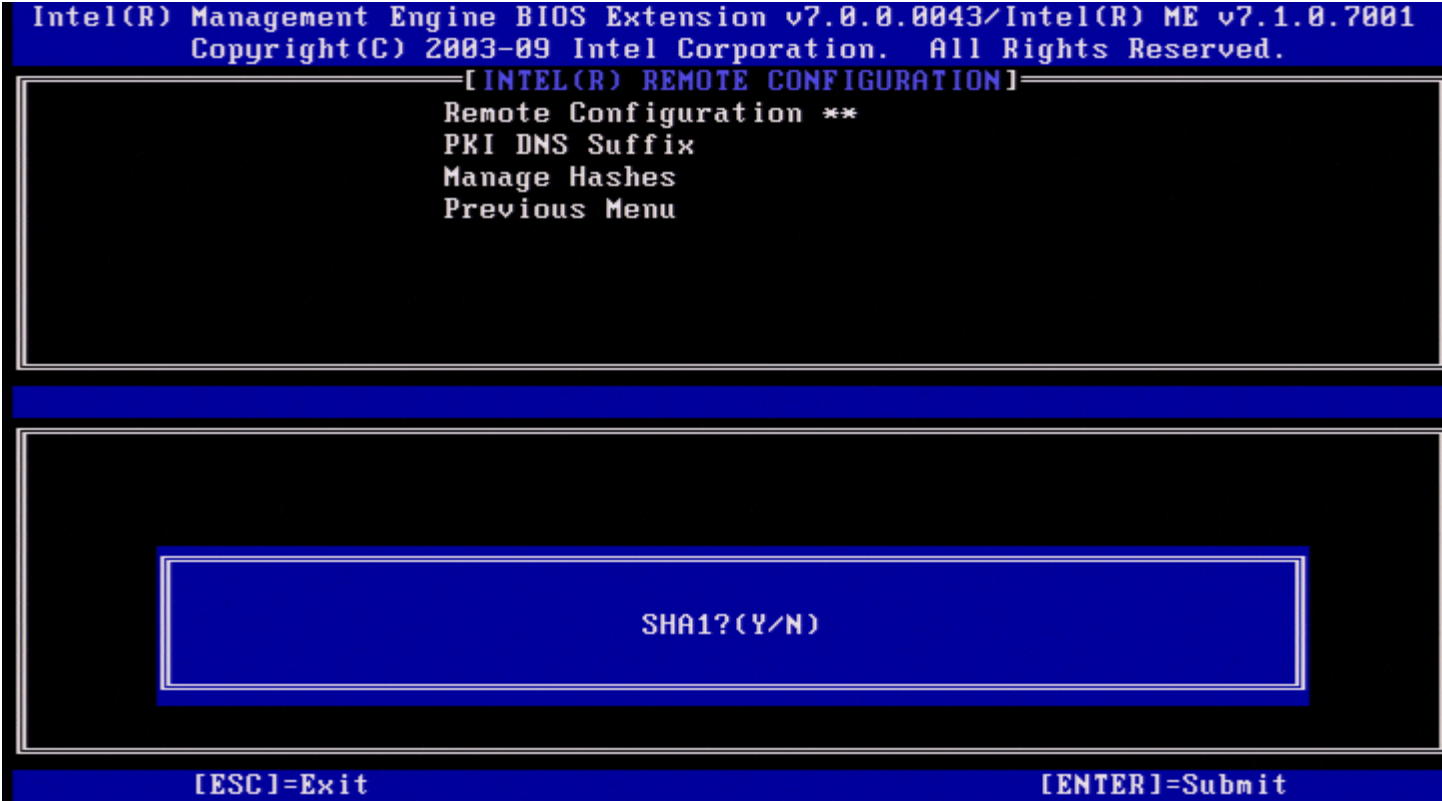 Intel(R) Management Engine BIOS Extension v7.0.0.0043/Intel(R) ME v7.1.0.7001
Copyright(C) 2003-09 Intel Corporation. All Rights Reserved.
[INTEL(R) REMOTE CONFIGURATION]
Remote Configuration **
PKI DNS Suffix
Manage Hashes
Previous Menu
SHA1?(Y/N)
[ESC]=Exit [ENTER]=Submit